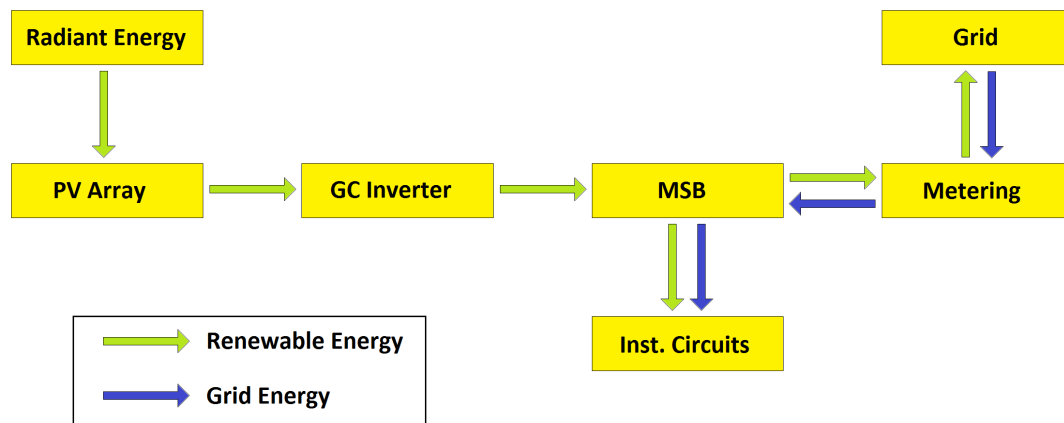 Radiant Energy
Grid
PV Array
GC Inverter
MSB
Metering
Inst. Circuits
Renewable Energy
Grid Energy